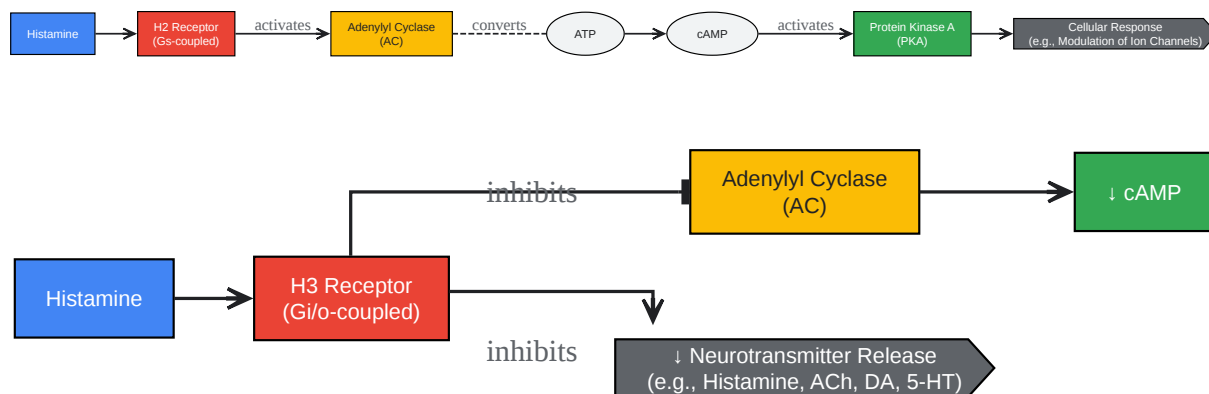 Histamine
H2 Receptor
(Gs-coupled)
activates
Adenylyl Cyclase
(AC)
converts
ATP
cAMP
activates
Protein Kinase A
(PKA)
Cellular Response
(e.g., Modulation of Ion Channels)
Histamine
H3 Receptor
(Gi/o-coupled)
inhibits
Adenylyl Cyclase
(AC)
↓ cAMP
inhibits
↓ Neurotransmitter Release
(e.g., Histamine, ACh, DA, 5-HT)